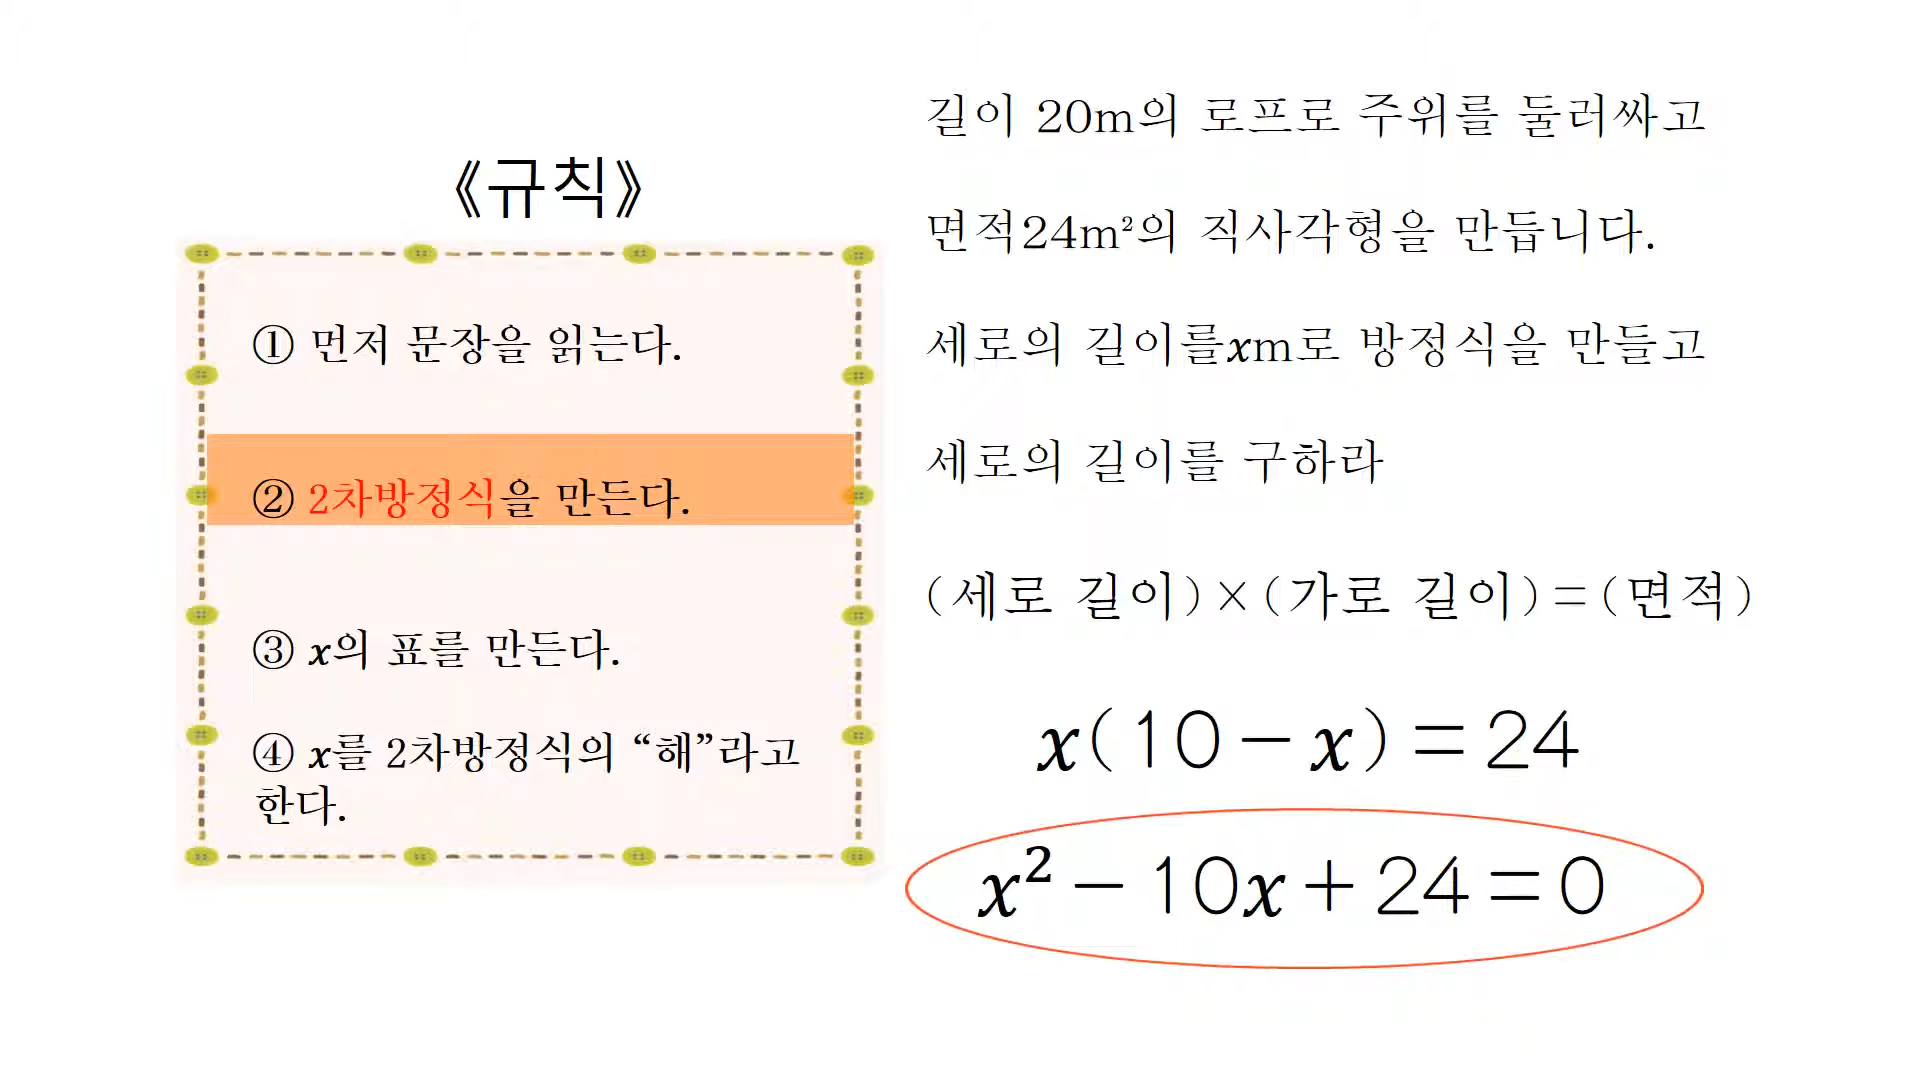 《규칙》
① 먼저 문장을 읽는다.
② 2차방정식을 만든다.
③ x의 표를 만든다.
④ x를 2차방정식의 “해”라고
한다.
길이 20m의 로프로 주위를 둘러싸고
면적24m²의 직사각형을 만듭니다.
세로의 길이를xm로 방정식을 만들고
세로의 길이를 구하라
(세로 길이)×(가로 길이)=(면적)
x(10-x)=24
x²-10x+24=0